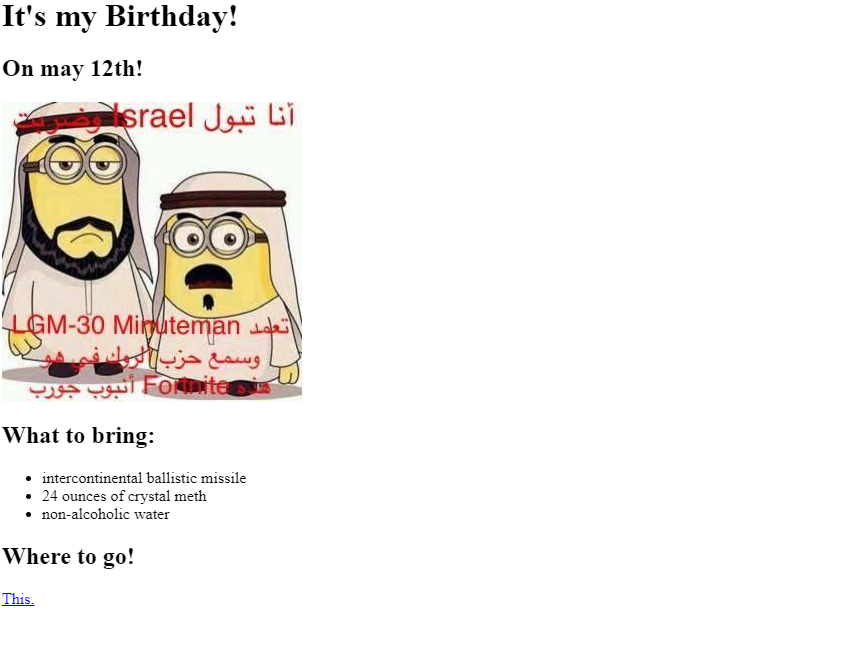 It's my Birthday!
On may 12th!
أنا تبول Israel وضربت
تعمد LGM-30 Minuteman
وسمع حزب الروك في هو
هذه Fortnite أنبوب جورب
What to bring:
intercontinental ballistic missile
24 ounces of crystal meth
non-alcoholic water
Where to go!
This.